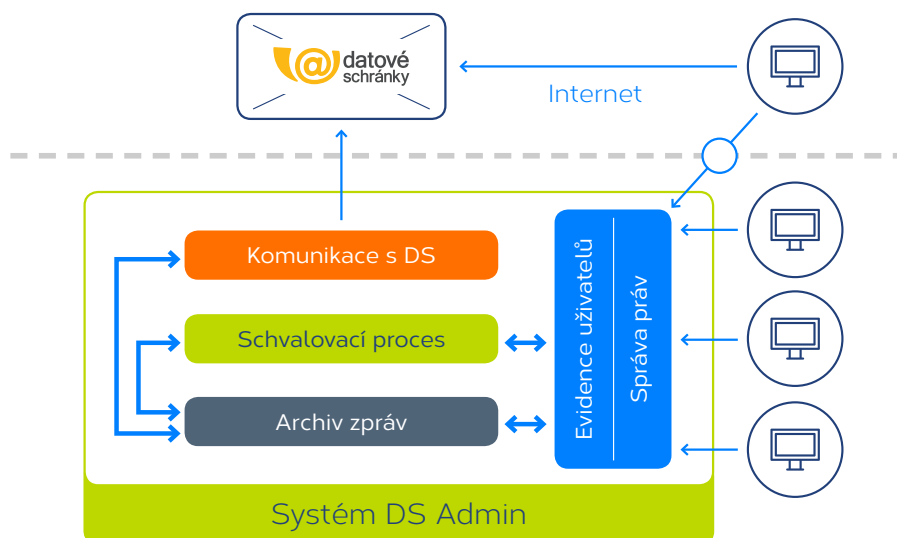 @ datové
schránky
Internet
Komunikace s DS
Schvalovací proces
Archiv zpráv
Evidence uživatelů
Správa práv
Systém DS Admin